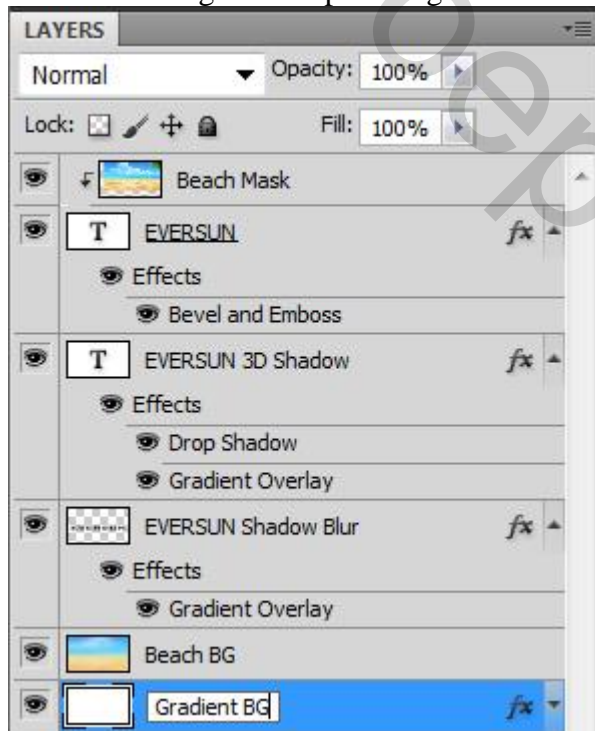 LAYERS
Normal Opacity: 100%
Lock: Fill: 100%
Beach Mask
T EVERSUN fx
Effects
Bevel and Emboss
T EVERSUN 3D Shadow fx
Effects
Drop Shadow
Gradient Overlay
EVERSUN Shadow Blur fx
Effects
Gradient Overlay
Beach BG
Gradient BG fx